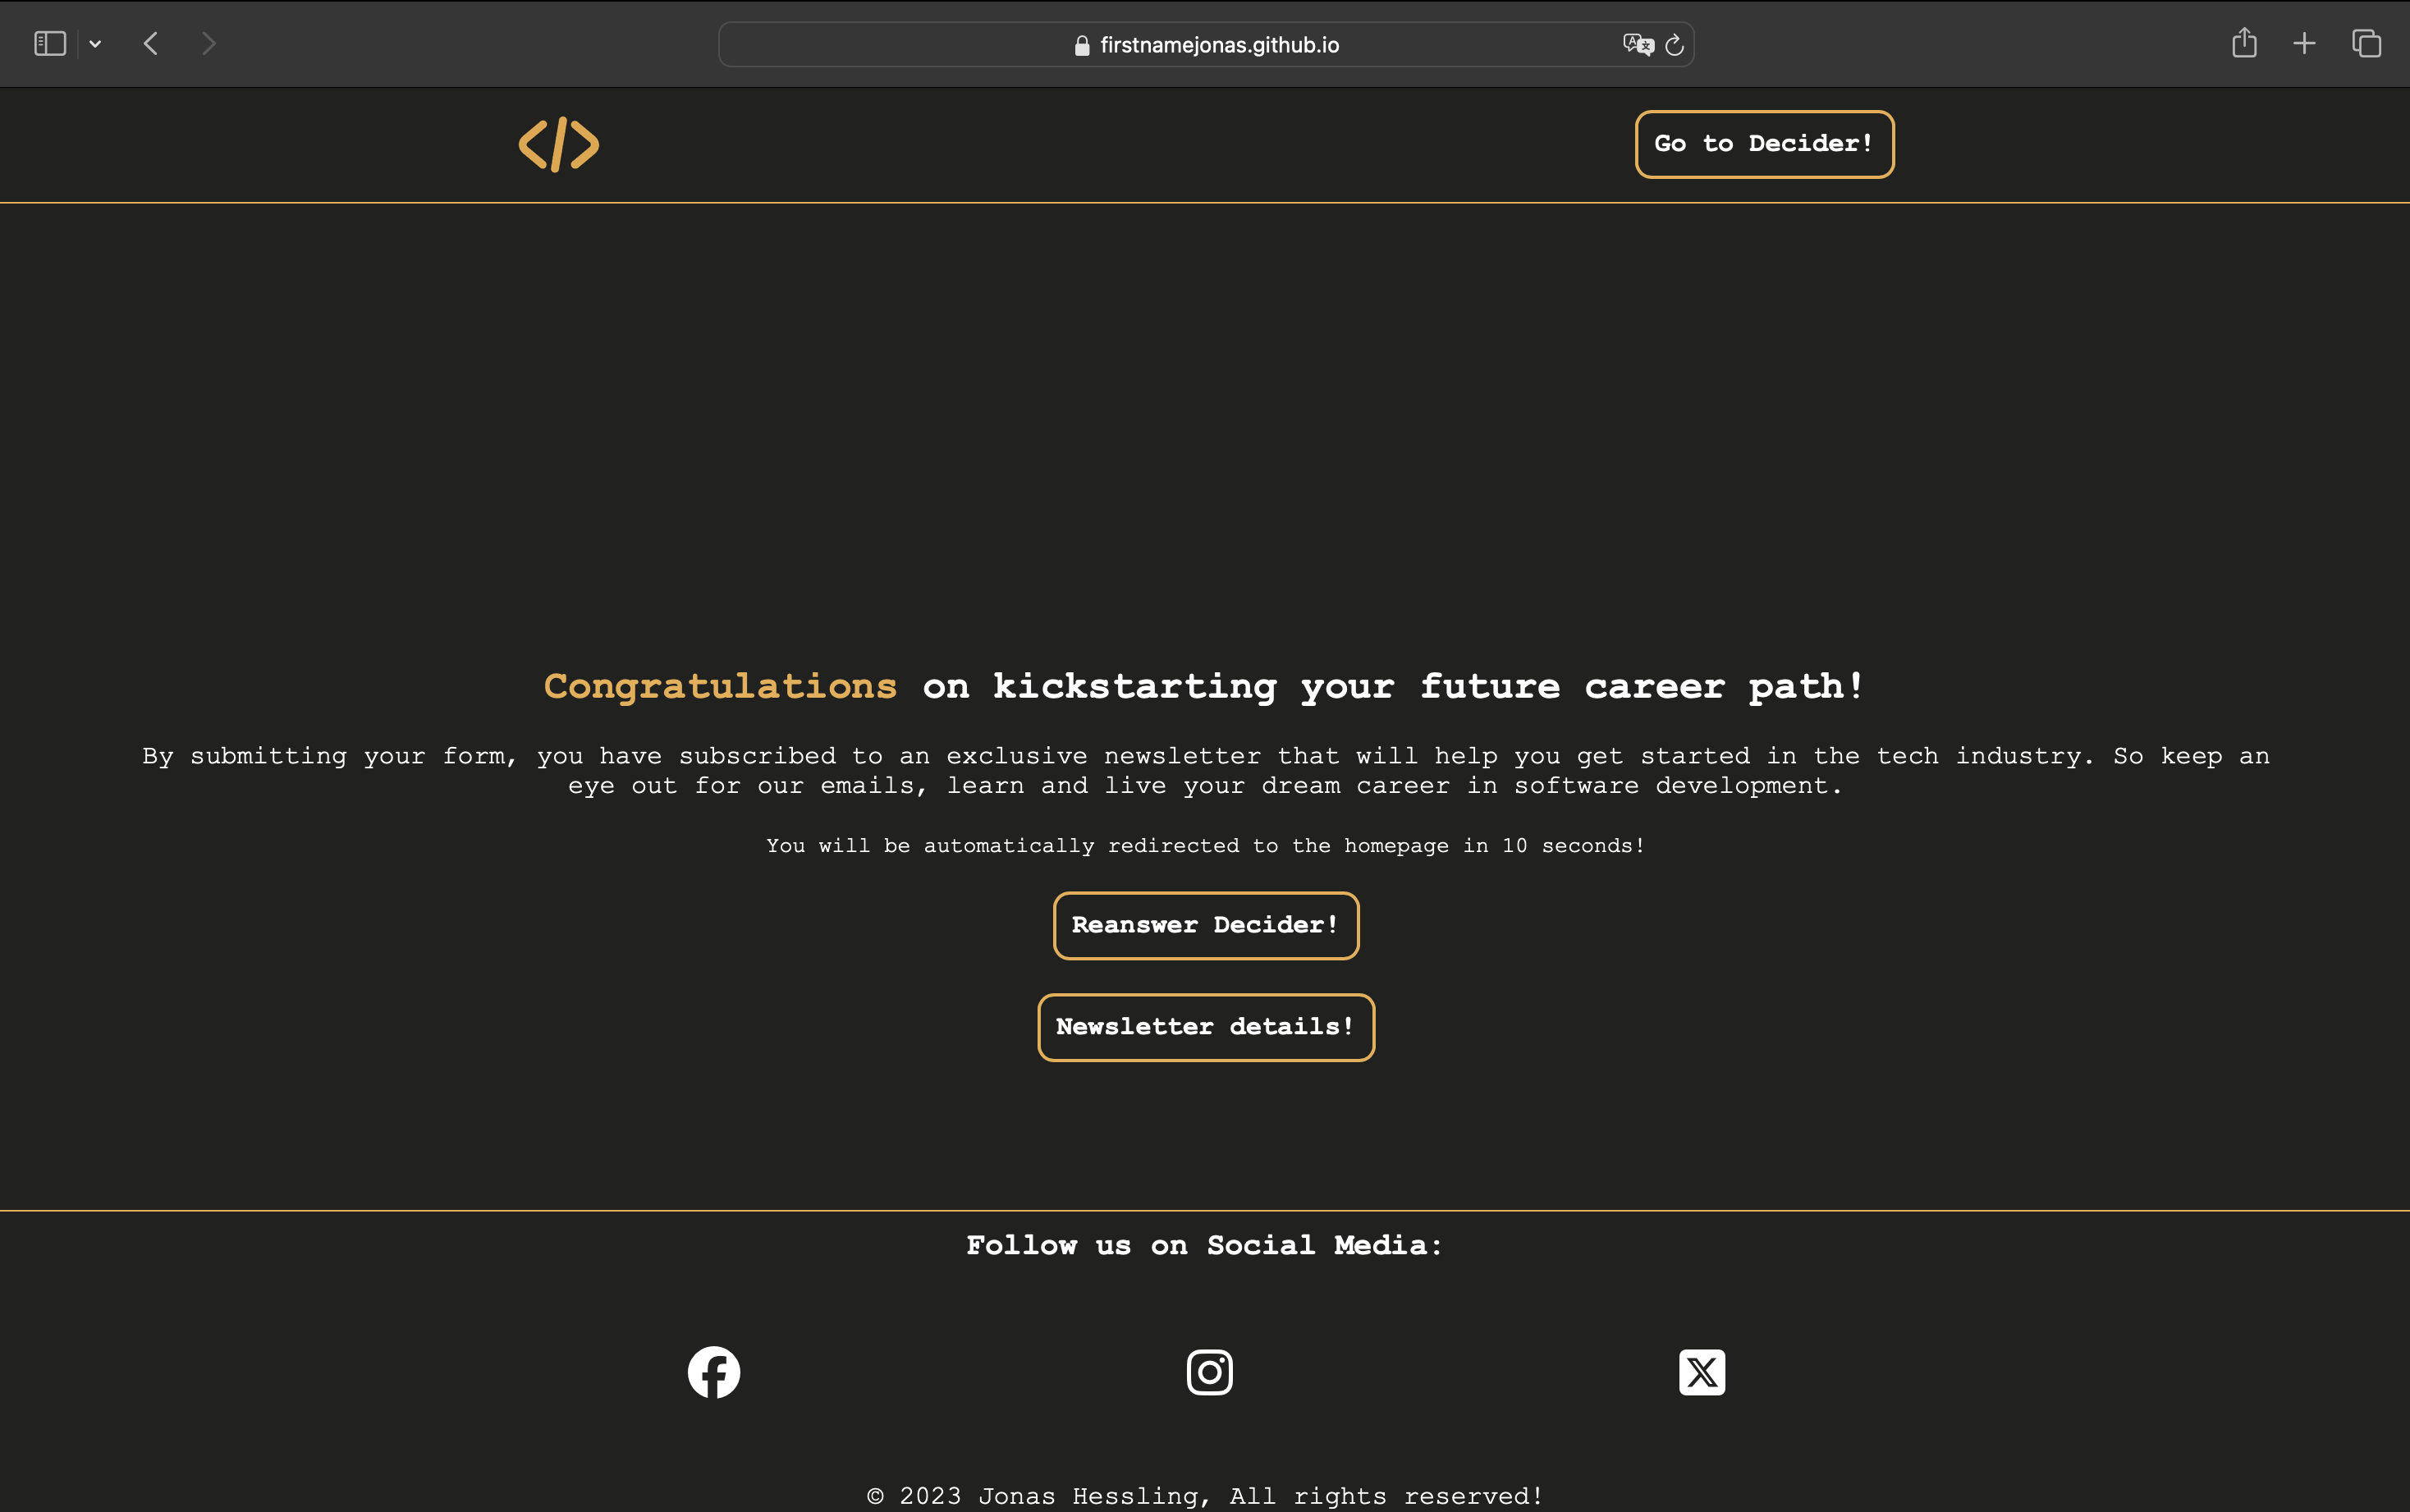 firstnamejonas.github.io
</>
Go to Decider!
Congratulations on kickstarting your future career path!
By submitting your form, you have subscribed to an exclusive newsletter that will help you get started in the tech industry. So keep an
eye out for our emails, learn and live your dream career in software development.
You will be automatically redirected to the homepage in 10 seconds!
Reanswer Decider!
Newsletter details!
Follow us on Social Media:
© 2023 Jonas Hessling, All rights reserved!